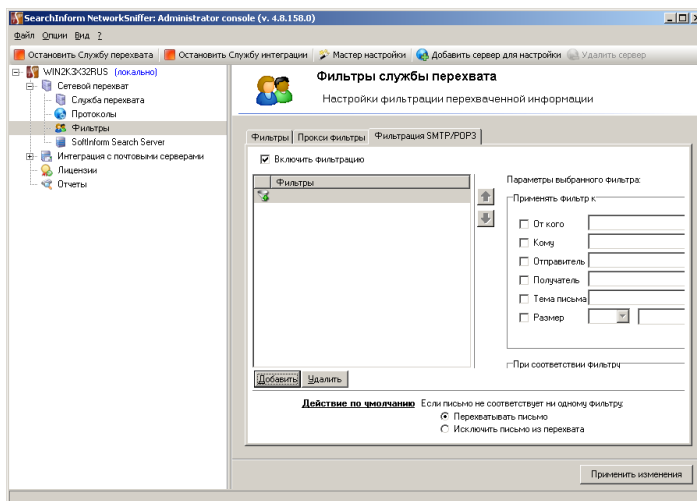 SearchInform NetworkSniffer: Administrator console (v. 4.8.158.0)
Файл Опции Вид ?
Остановить Службу перехвата Остановить Службу интеграции Мастер настройки Добавить сервер для настройки Удалить сервер
WIN2K3X32RUS (локально)
Сетевой перехват
Служба перехвата
Протоколы
Фильтры
SoftInform Search Server
Интеграция с почтовыми серверами
Лицензии
Отчеты
Фильтры службы перехвата
Настройки фильтрации перехваченной информации
Фильтры Прокси фильтры Фильтрация SMTP/POP3
Включить фильтрацию
Фильтры
Параметры выбранного фильтра:
Применять фильтр к
От кого
Кому
Отправитель
Получатель
Тема письма
Размер
При соответствии фильтру
Добавить Удалить
Действие по умолчанию Если письмо не соответствует ни одному фильтру:
Перехватывать письмо
Исключить письмо из перехвата
Применить изменения